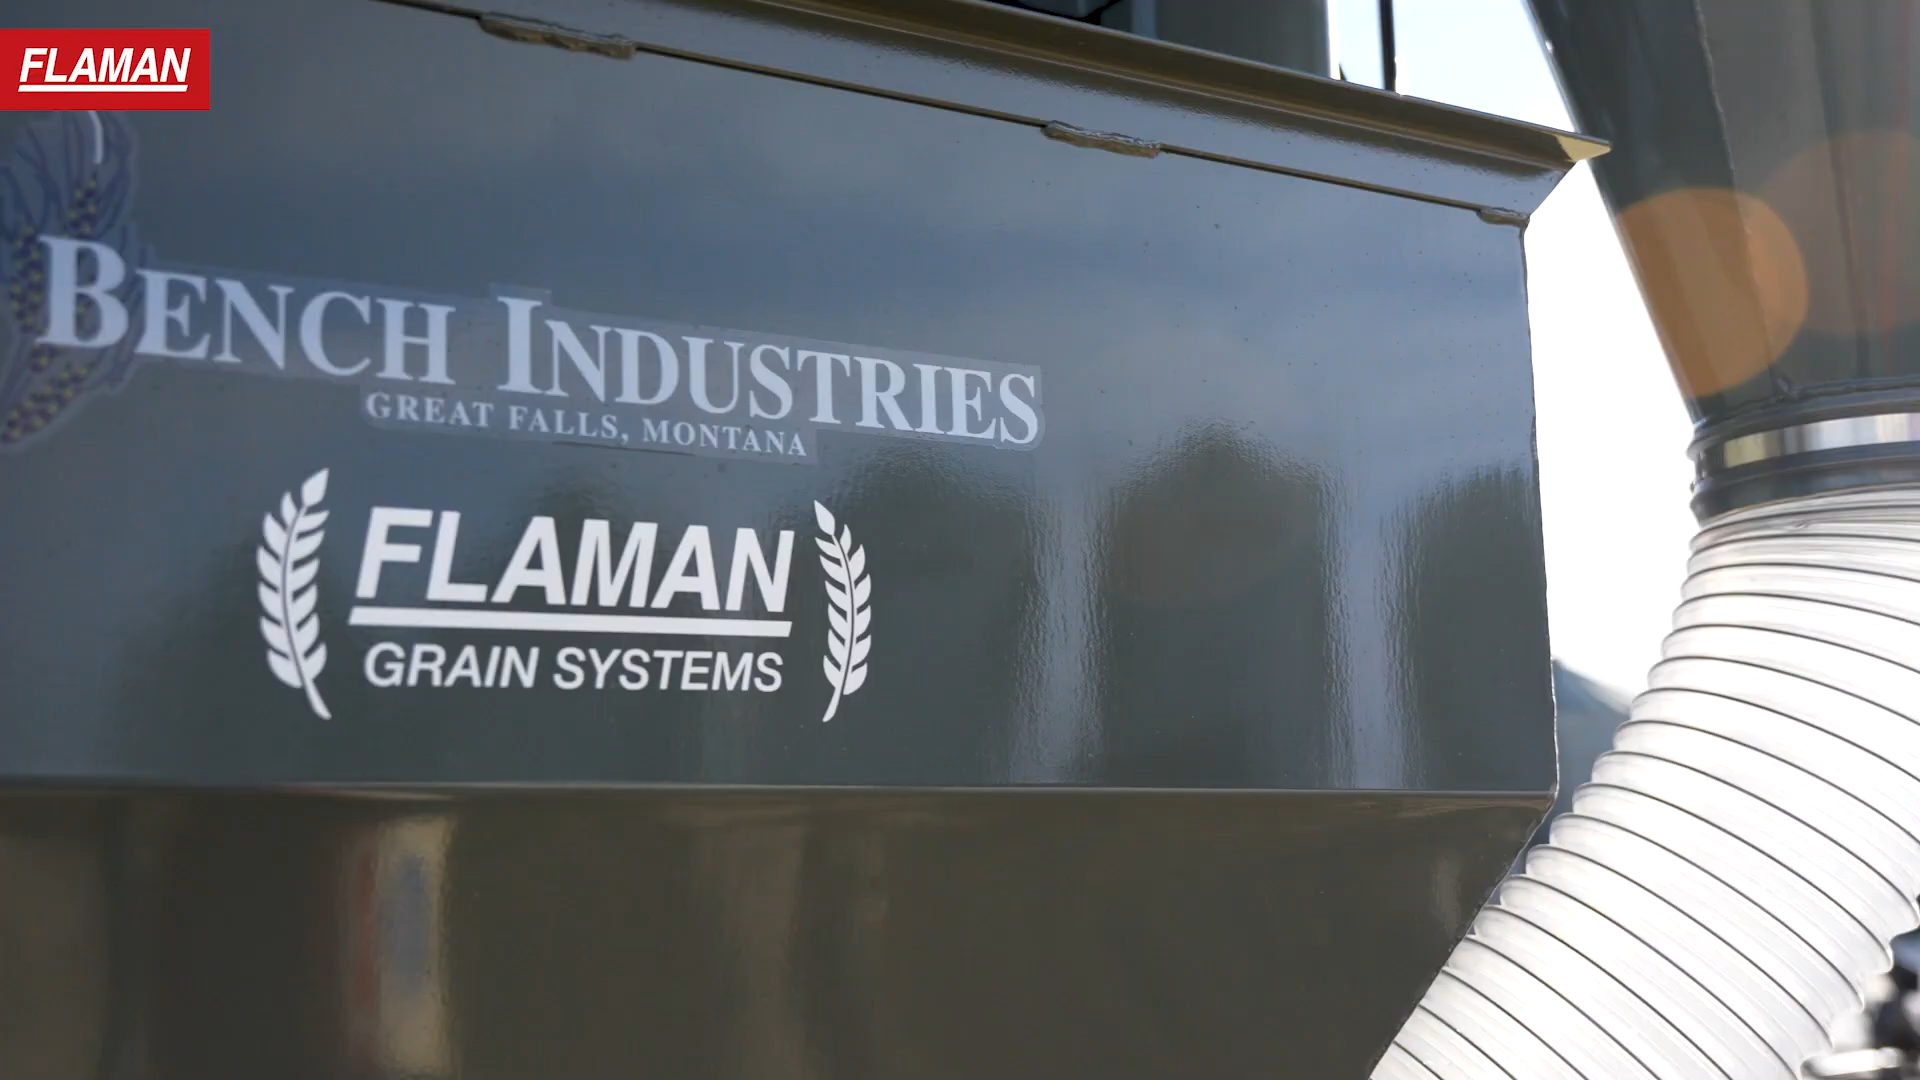 FLAMAN
BENCH INDUSTRIES
GREAT FALLS, MONTANA
FLAMAN
GRAIN SYSTEMS